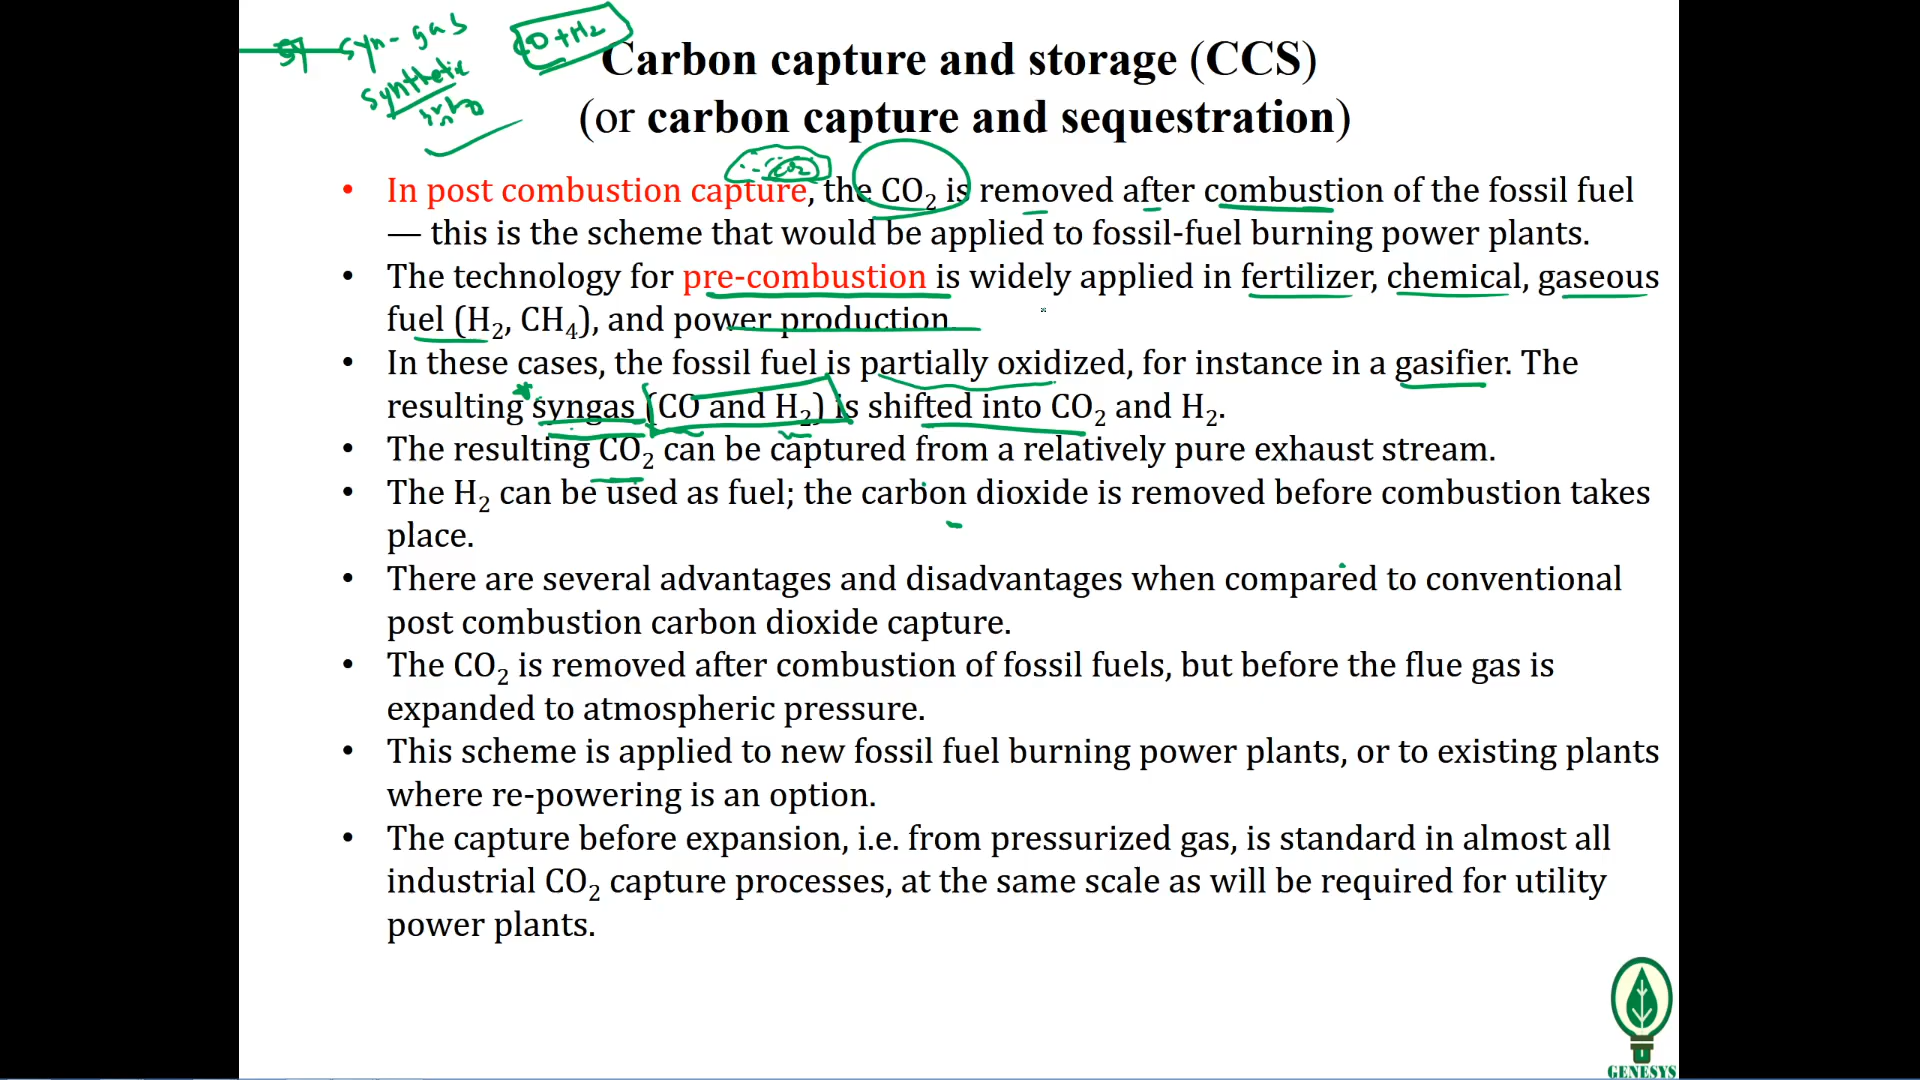 syn-gas
CO+H2
Synthetic
Carbon capture and storage (CCS)
(or carbon capture and sequestration)
CO2
• In post combustion capture, the CO₂ is removed after combustion of the fossil fuel
— this is the scheme that would be applied to fossil-fuel burning power plants.
• The technology for pre-combustion is widely applied in fertilizer, chemical, gaseous
fuel (H₂, CH₄), and power production.
• In these cases, the fossil fuel is partially oxidized, for instance in a gasifier. The
resulting syngas (CO and H₂) is shifted into CO₂ and H₂.
• The resulting CO₂ can be captured from a relatively pure exhaust stream.
• The H₂ can be used as fuel; the carbon dioxide is removed before combustion takes
place.
• There are several advantages and disadvantages when compared to conventional
post combustion carbon dioxide capture.
• The CO₂ is removed after combustion of fossil fuels, but before the flue gas is
expanded to atmospheric pressure.
• This scheme is applied to new fossil fuel burning power plants, or to existing plants
where re-powering is an option.
• The capture before expansion, i.e. from pressurized gas, is standard in almost all
industrial CO₂ capture processes, at the same scale as will be required for utility
power plants.
GENESYS